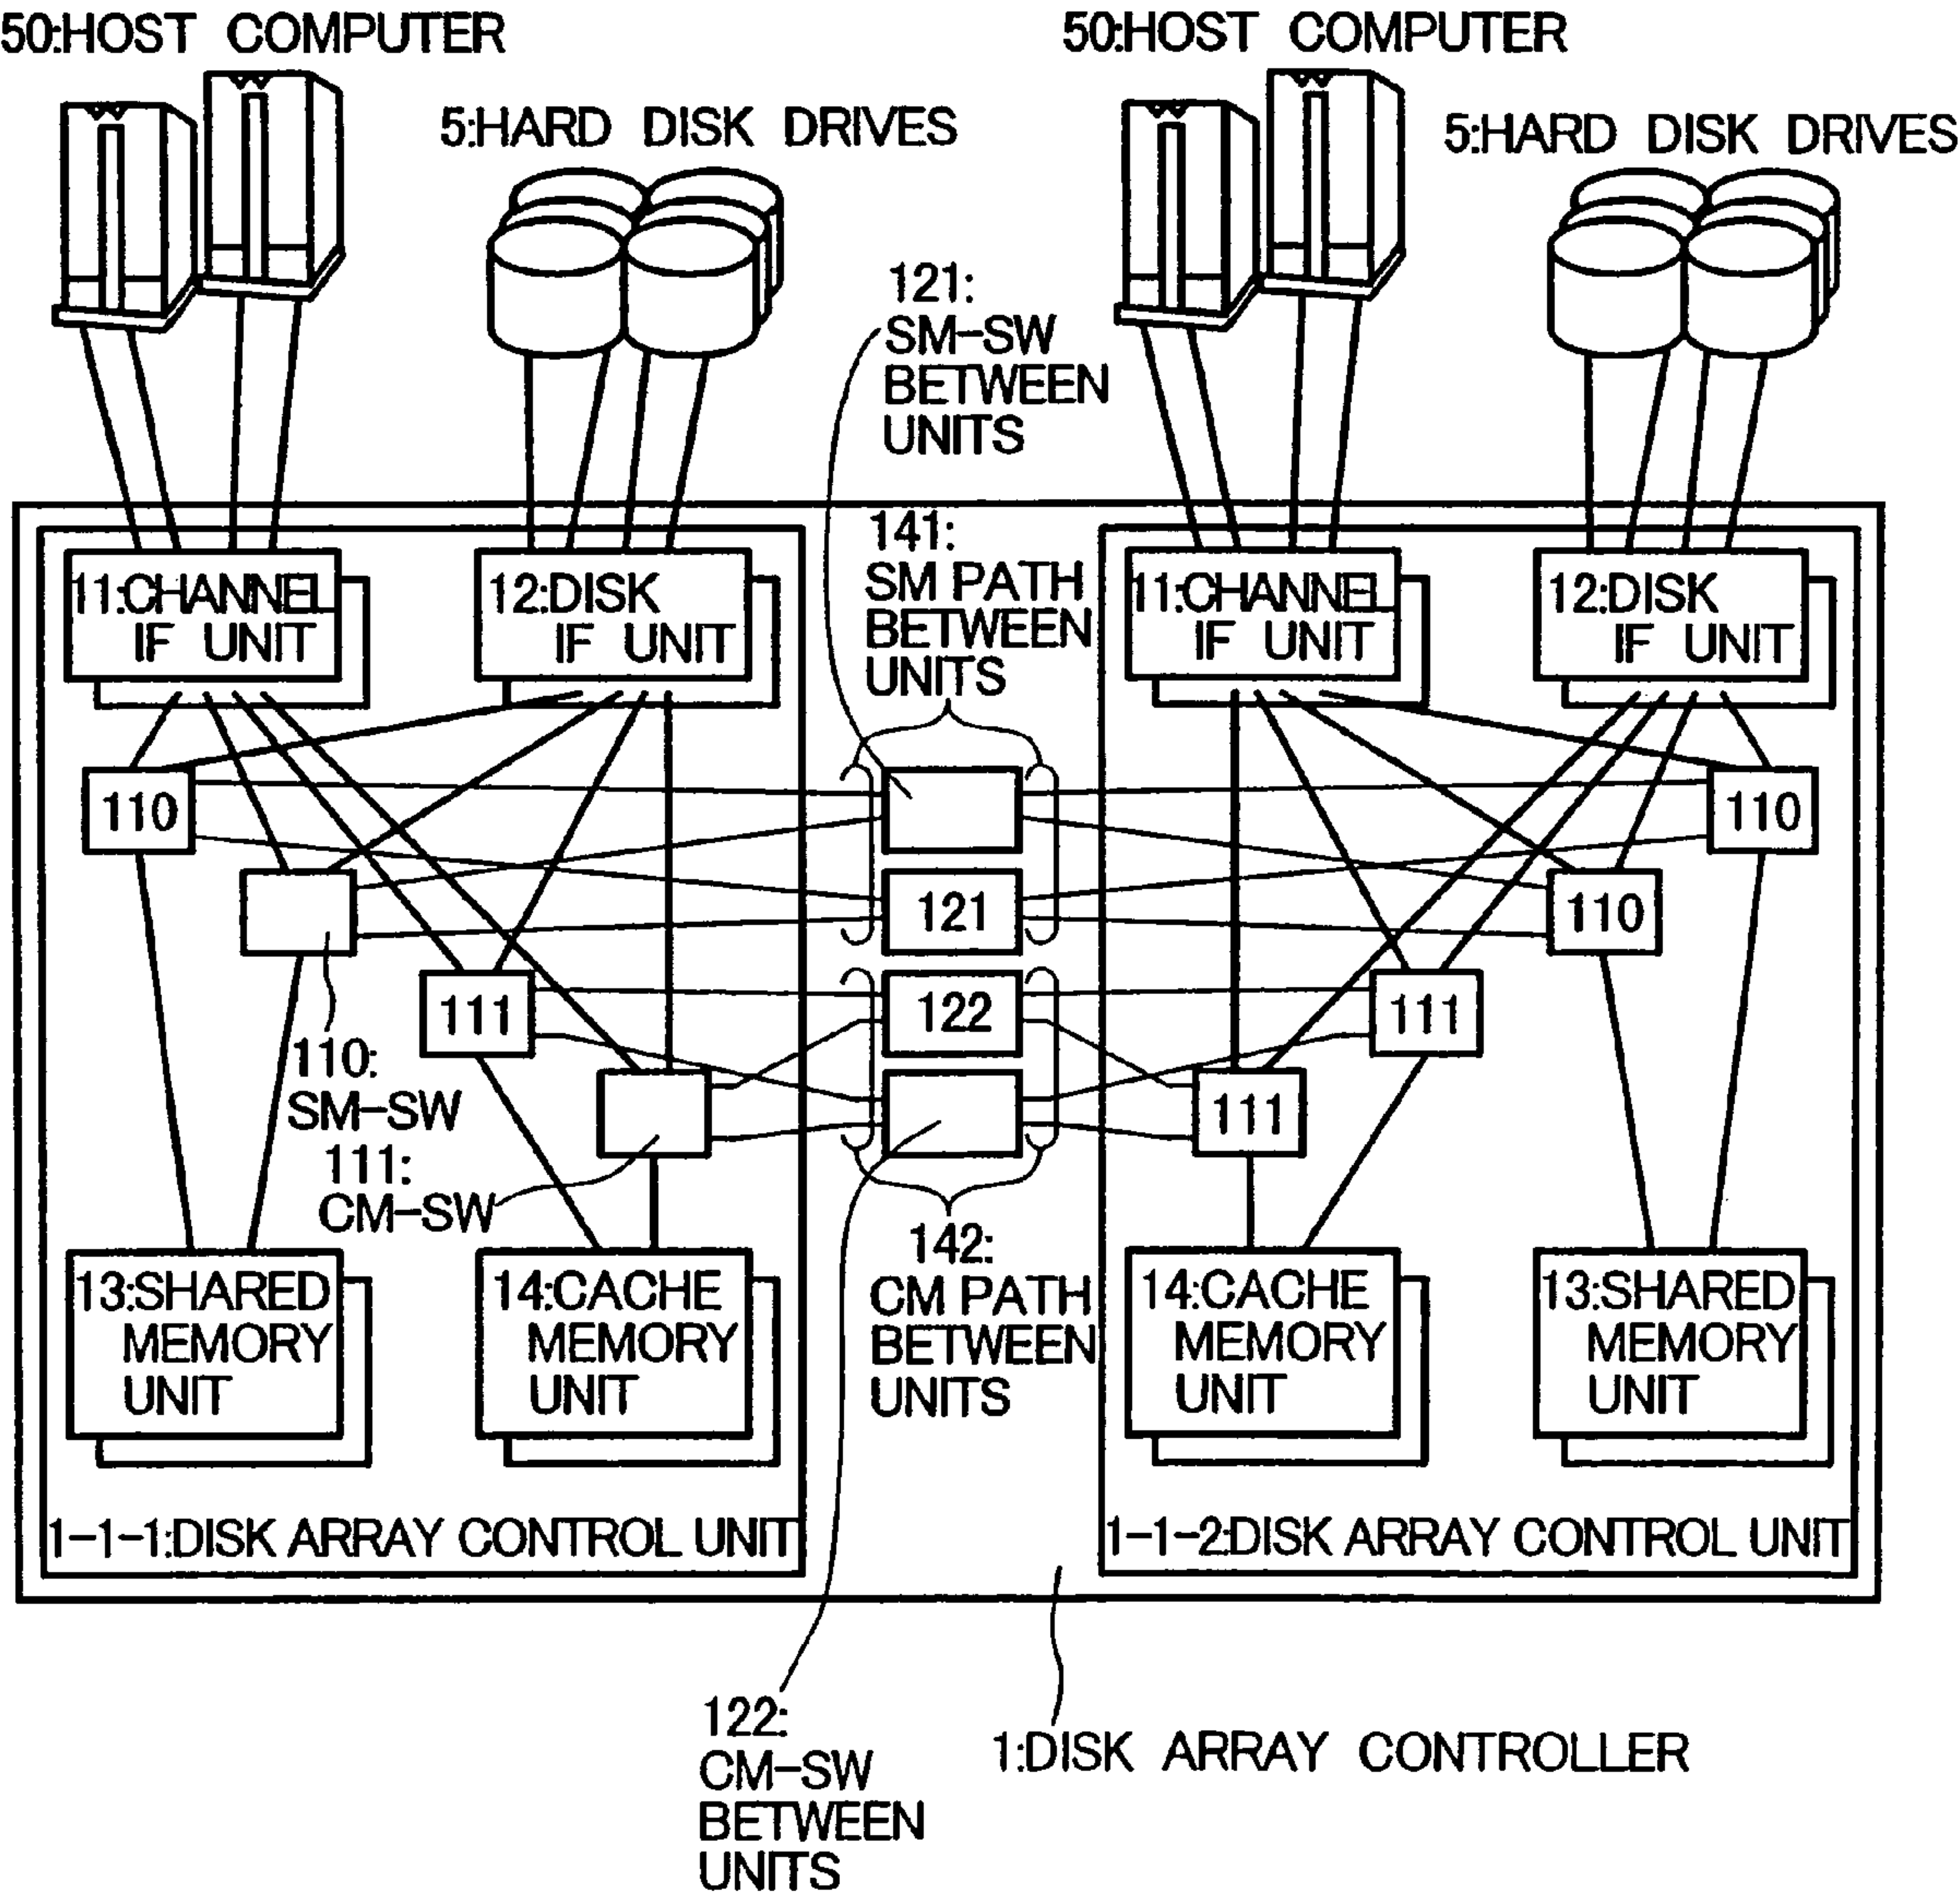 50:HOST COMPUTER
50:HOST COMPUTER
5:HARD DISK DRIVES
5:HARD DISK DRIVES
121:
SM-SW
BETWEEN
UNITS
141:
SM PATH
BETWEEN
UNITS
11:CHANNEL
IF UNIT
12:DISK
IF UNIT
11:CHANNEL
IF UNIT
12:DISK
IF UNIT
110
110
121
110
111
122
111
110:
SM-SW
111
111:
CM-SW
142:
CM PATH
BETWEEN
UNITS
13:SHARED
MEMORY
UNIT
14:CACHE
MEMORY
UNIT
14:CACHE
MEMORY
UNIT
13:SHARED
MEMORY
UNIT
1-1-1:DISK ARRAY CONTROL UNIT
1-1-2:DISK ARRAY CONTROL UNIT
122:
CM-SW
BETWEEN
UNITS
1:DISK ARRAY CONTROLLER